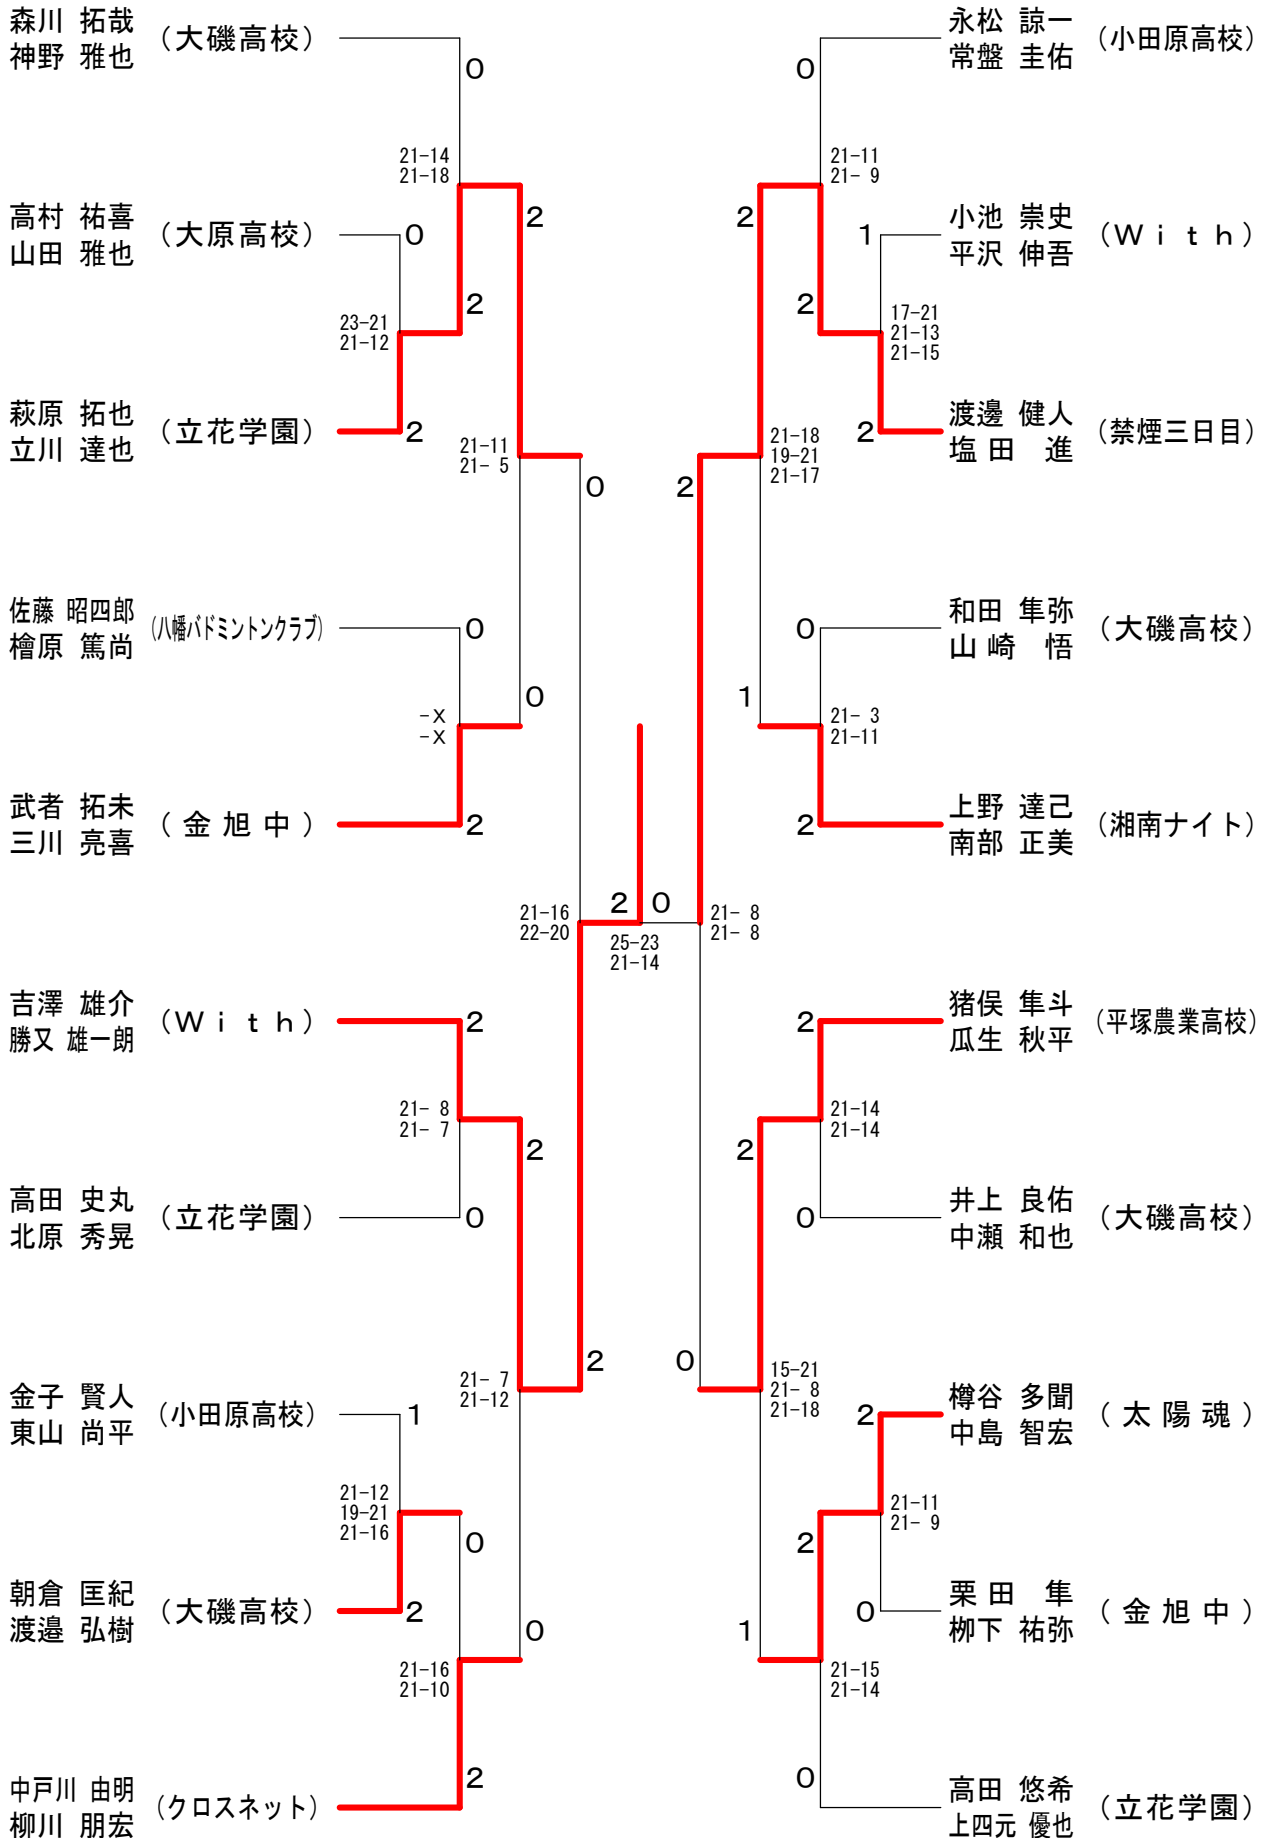 森川 拓哉
神野 雅也
(大磯高校)
0
21-14
21-18
2
高村 祐喜
山田 雅也
(大原高校)
0
2
23-21
21-12
萩原 拓也
立川 達也
(立花学園)
2
21-11
21- 5
0
佐藤 昭四郎
檜原 篤尚
(八幡バドミントンクラブ)
0
0
-X
-X
武者 拓未
三川 亮喜
(金旭中)
2
21-16
22-20
2
0
25-23
21-14
吉澤 雄介
勝又 雄一朗
(With)
2
21- 8
21- 7
2
高田 史丸
北原 秀晃
(立花学園)
0
2
21- 7
21-12
金子 賢人
東山 尚平
(小田原高校)
1
21-12
19-21
21-16
0
朝倉 匡紀
渡邉 弘樹
(大磯高校)
2
0
21-16
21-10
中戸川 由明
柳川 朋宏
(クロスネット)
2
永松 諒一
常盤 圭佑
(小田原高校)
0
21-11
21- 9
2
小池 崇史
平沢 伸吾
(With)
1
2
17-21
21-13
21-15
渡邊 健人
塩田 進
(禁煙三日目)
2
21-18
19-21
21-17
2
和田 隼弥
山崎 悟
(大磯高校)
0
1
21- 3
21-11
上野 達己
南部 正美
(湘南ナイト)
2
21- 8
21- 8
猪俣 隼斗
瓜生 秋平
(平塚農業高校)
2
21-14
21-14
2
井上 良佑
中瀬 和也
(大磯高校)
0
0
15-21
21- 8
21-18
樽谷 多聞
中島 智宏
(太陽魂)
2
21-11
21- 9
2
栗田 隼
栁下 祐弥
(金旭中)
0
1
21-15
21-14
高田 悠希
上四元 優也
(立花学園)
0